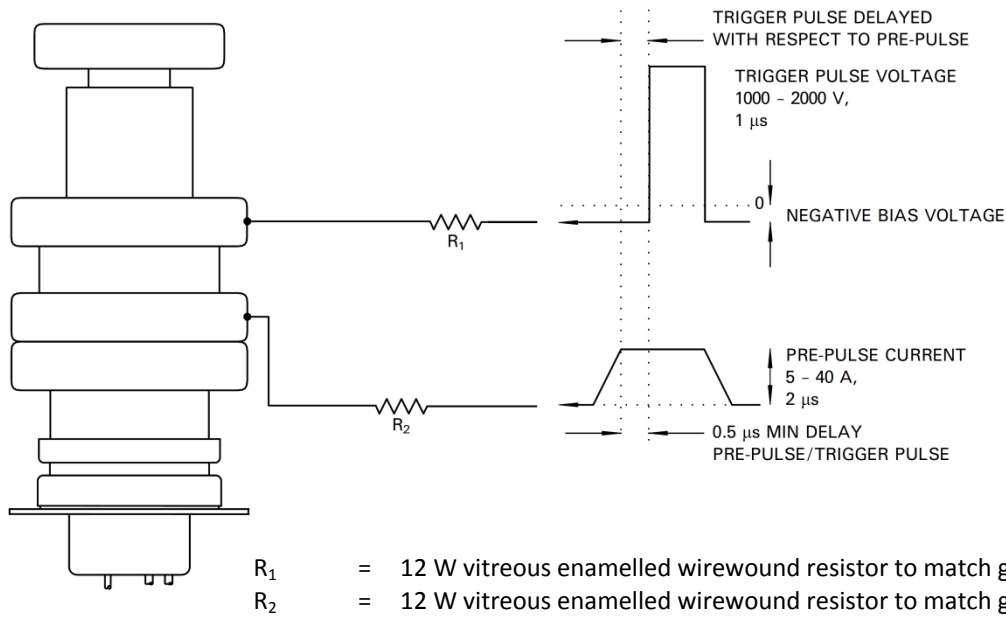 TRIGGER PULSE DELAYED
WITH RESPECT TO PRE-PULSE
TRIGGER PULSE VOLTAGE
1000 – 2000 V,
1 μs
0
NEGATIVE BIAS VOLTAGE
R₁
PRE-PULSE CURRENT
5 – 40 A,
2 μs
R₂
0.5 μs MIN DELAY
PRE-PULSE/TRIGGER PULSE
R₁ = 12 W vitreous enamelled wirewound resistor to match
R₂ = 12 W vitreous enamelled wirewound resistor to match